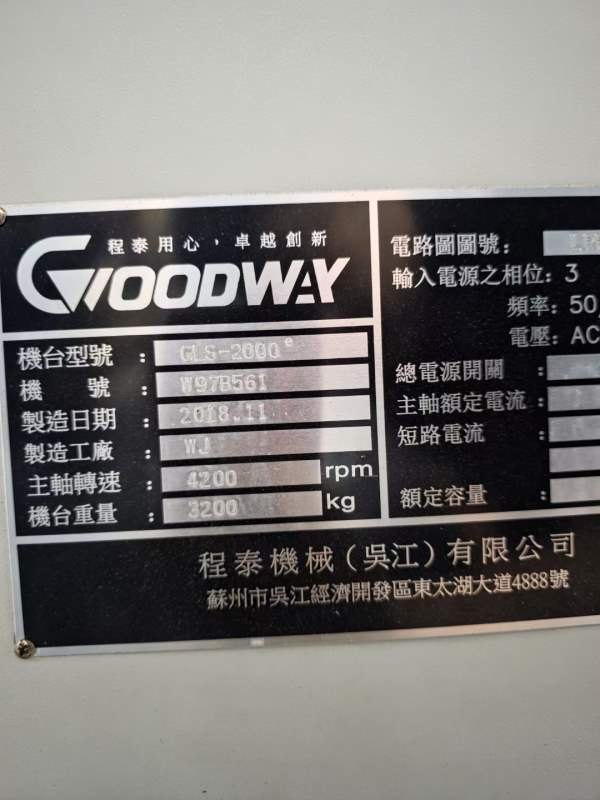 程泰用心，卓越創新
GOODWAY
機台型號： GLS-2000e
機號： W97B561
製造日期： 2018.11
製造工廠： WJ
主軸轉速： 4200 rpm
機台重量： 3200 kg
電路圖圖號：
輸入電源之相位：3
頻率：50
電壓：AC
總電源開關：
主軸額定電流：
短路電流：
額定容量：
程泰機械（吳江）有限公司
蘇州市吳江經濟開發區東太湖大道4888號